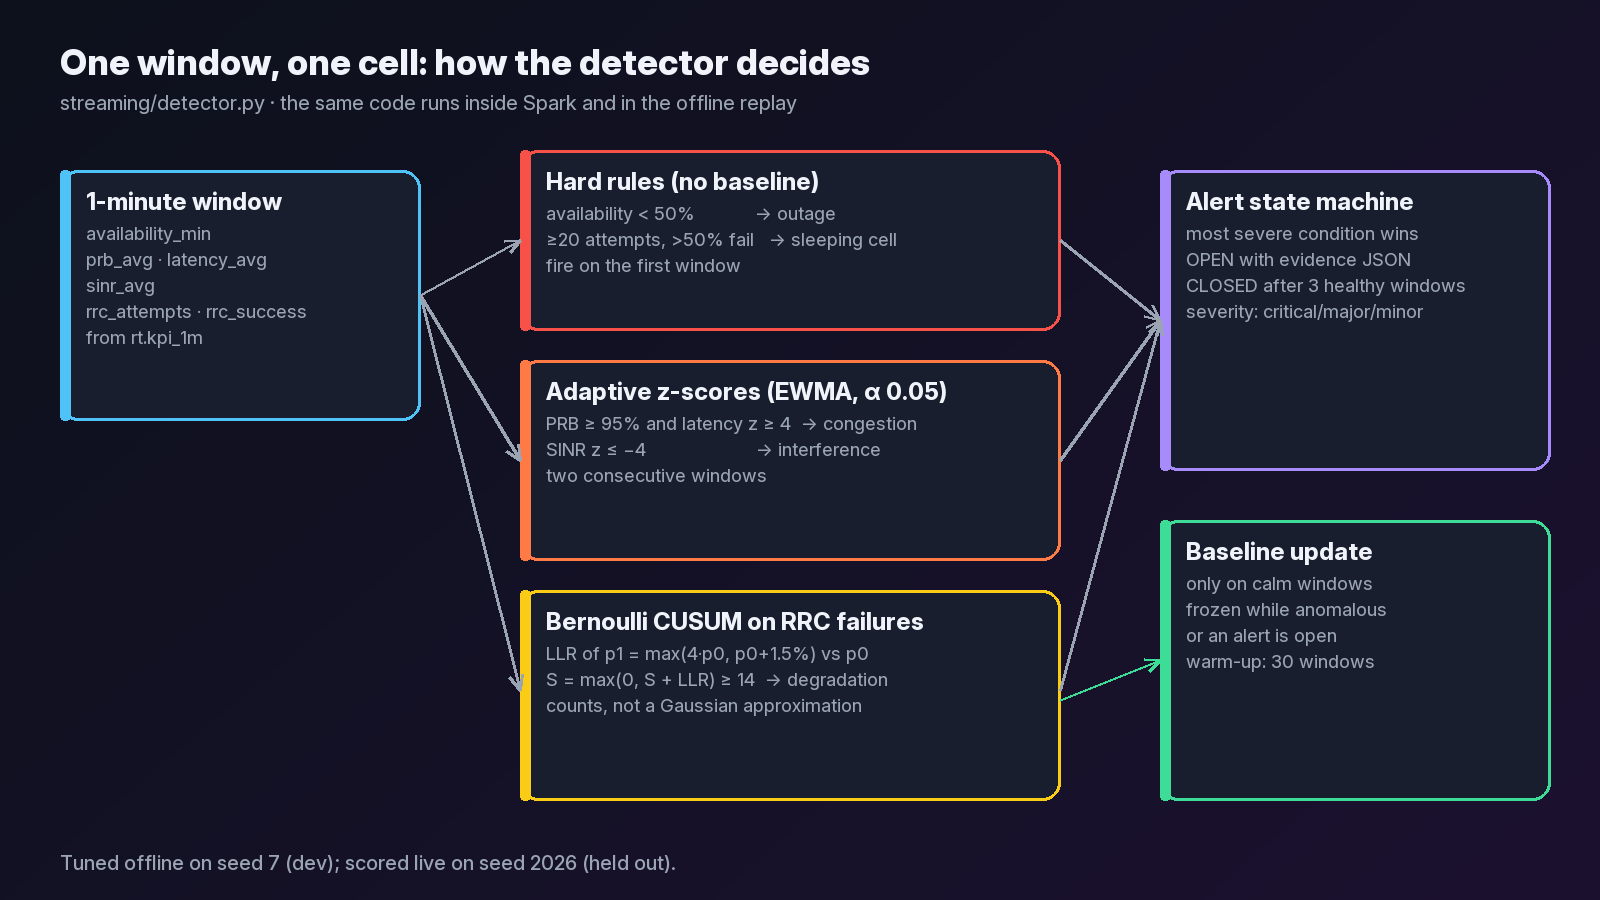 One window, one cell: how the detector decides
streaming/detector.py · the same code runs inside Spark and in the offline replay
1-minute window
availability_min
prb_avg · latency_avg
sinr_avg
rrc_attempts · rrc_success
from rt.kpi_1m
Hard rules (no baseline)
availability < 50% → outage
≥20 attempts, >50% fail → sleeping cell
fire on the first window
Adaptive z-scores (EWMA, α 0.05)
PRB ≥ 95% and latency z ≥ 4 → congestion
SINR z ≤ −4 → interference
two consecutive windows
Bernoulli CUSUM on RRC failures
LLR of p1 = max(4·p0, p0+1.5%) vs p0
S = max(0, S + LLR) ≥ 14 → degradation
counts, not a Gaussian approximation
Alert state machine
most severe condition wins
OPEN with evidence JSON
CLOSED after 3 healthy windows
severity: critical/major/minor
Baseline update
only on calm windows
frozen while anomalous
or an alert is open
warm-up: 30 windows
Tuned offline on seed 7 (dev); scored live on seed 2026 (held out).